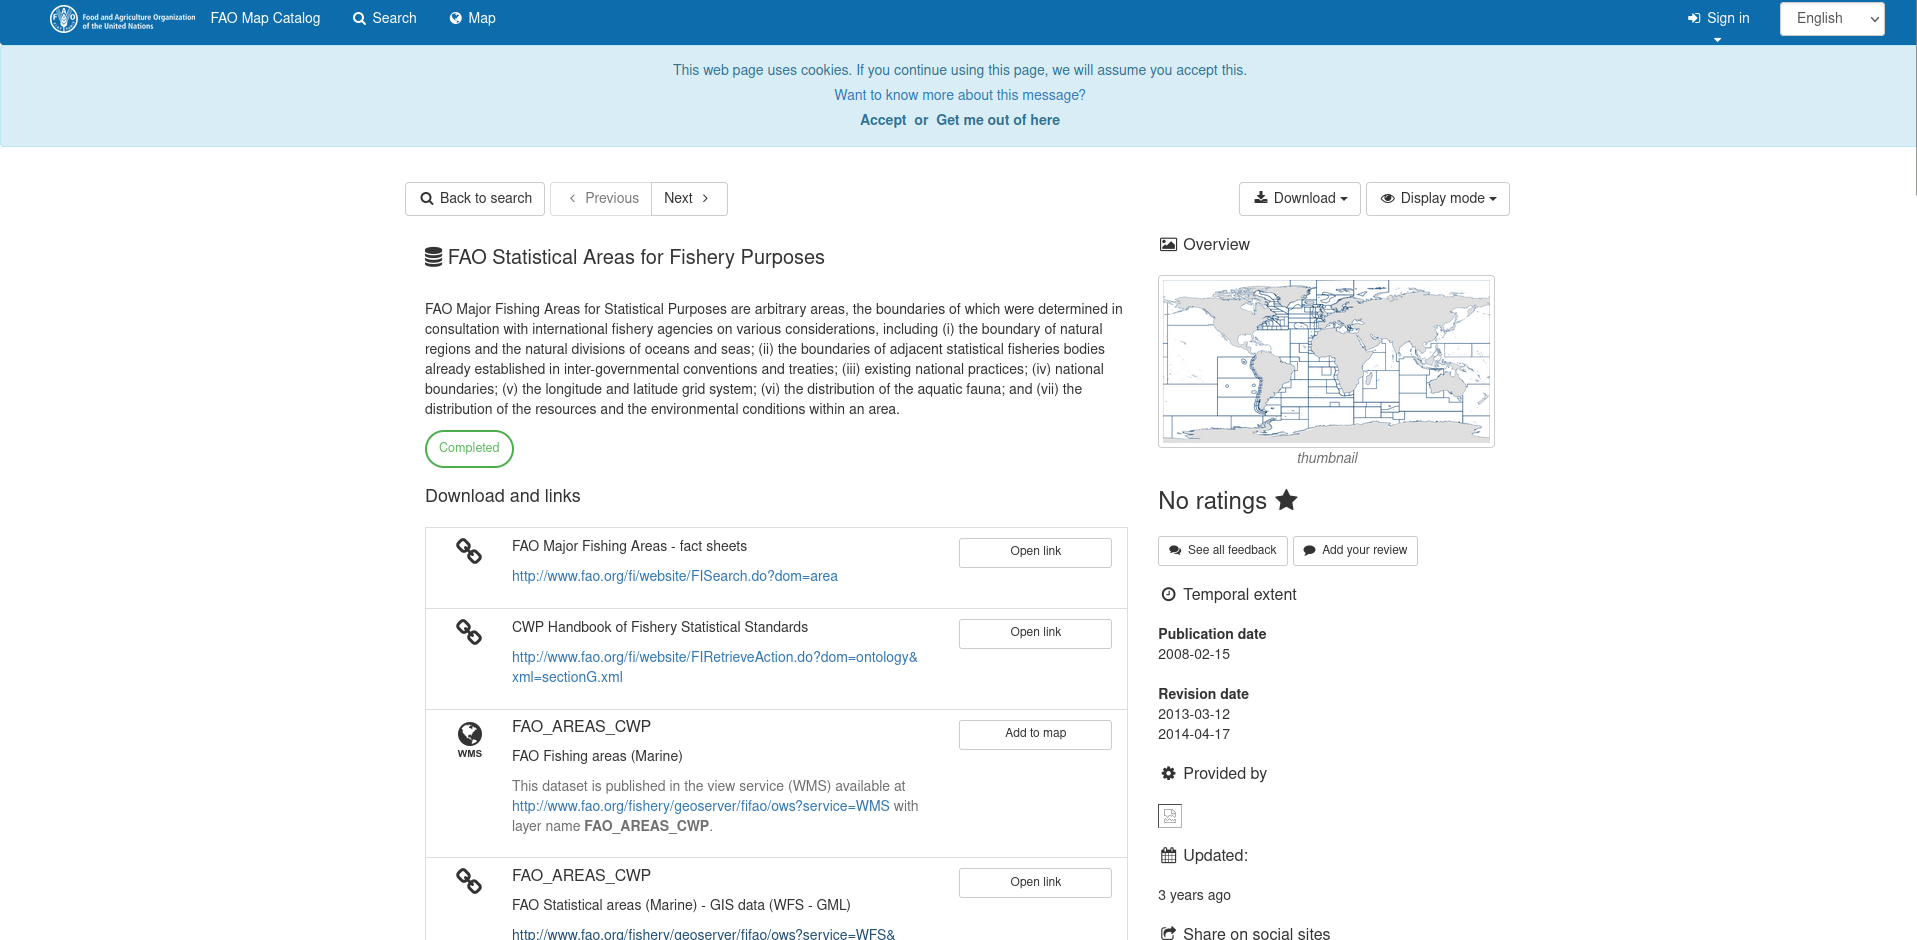 Food and Agriculture Organization
of the United Nations
FAO Map Catalog
Search
Map
Sign in
English
This web page uses cookies. If you continue using this page, we will assume you accept this.
Want to know more about this message?
Accept or Get me out of here
Back to search
Previous
Next
Download
Display mode
FAO Statistical Areas for Fishery Purposes
FAO Major Fishing Areas for Statistical Purposes are arbitrary areas, the boundaries of which were determined in
consultation with international fishery agencies on various considerations, including (i) the boundary of natural
regions and the natural divisions of oceans and seas; (ii) the boundaries of adjacent statistical fisheries bodies
already established in inter-governmental conventions and treaties; (iii) existing national practices; (iv) national
boundaries; (v) the longitude and latitude grid system; (vi) the distribution of the aquatic fauna; and (vii) the
distribution of the resources and the environmental conditions within an area.
Completed
Download and links
FAO Major Fishing Areas - fact sheets
Open link
http://www.fao.org/fi/website/FISearch.do?dom=area
CWP Handbook of Fishery Statistical Standards
Open link
http://www.fao.org/fi/website/FIRetrieveAction.do?dom=ontology&
xml=sectionG.xml
WMS
FAO_AREAS_CWP
Add to map
FAO Fishing areas (Marine)
This dataset is published in the view service (WMS) available at
http://www.fao.org/fishery/geoserver/fifao/ows?service=WMS with
layer name FAO_AREAS_CWP.
FAO_AREAS_CWP
Open link
FAO Statistical areas (Marine) - GIS data (WFS - GML)
http://www.fao.org/fishery/geoserver/fifao/ows?service=WFS&
Overview
thumbnail
No ratings
See all feedback
Add your review
Temporal extent
Publication date
2008-02-15
Revision date
2013-03-12
2014-04-17
Provided by
Updated:
3 years ago
Share on social sites